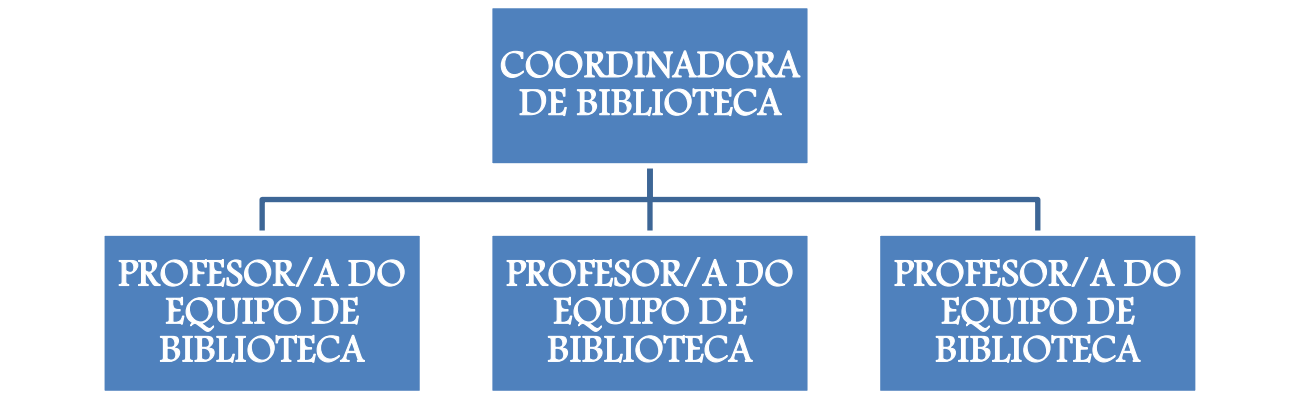 COORDINADORA
DE BIBLIOTECA
PROFESOR/A DO
EQUIPO DE
BIBLIOTECA
PROFESOR/A DO
EQUIPO DE
BIBLIOTECA
PROFESOR/A DO
EQUIPO DE
BIBLIOTECA